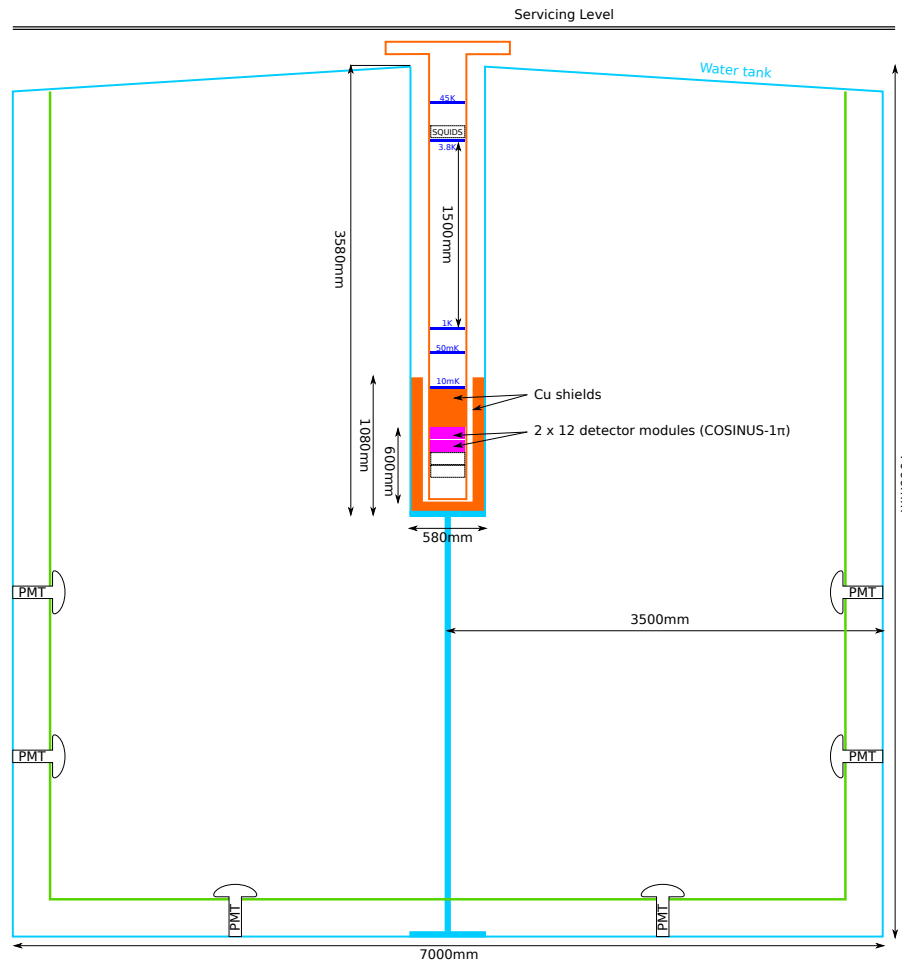 Servicing Level
Water tank
45K
SQUIDS
3.8K
1500mm
3580mm
1K
50mK
10mK
Cu shields
2 x 12 detector modules (COSINUS-1π)
1080mm
600mm
580mm
PMT
PMT
3500mm
PMT
PMT
PMT
PMT
7000mm